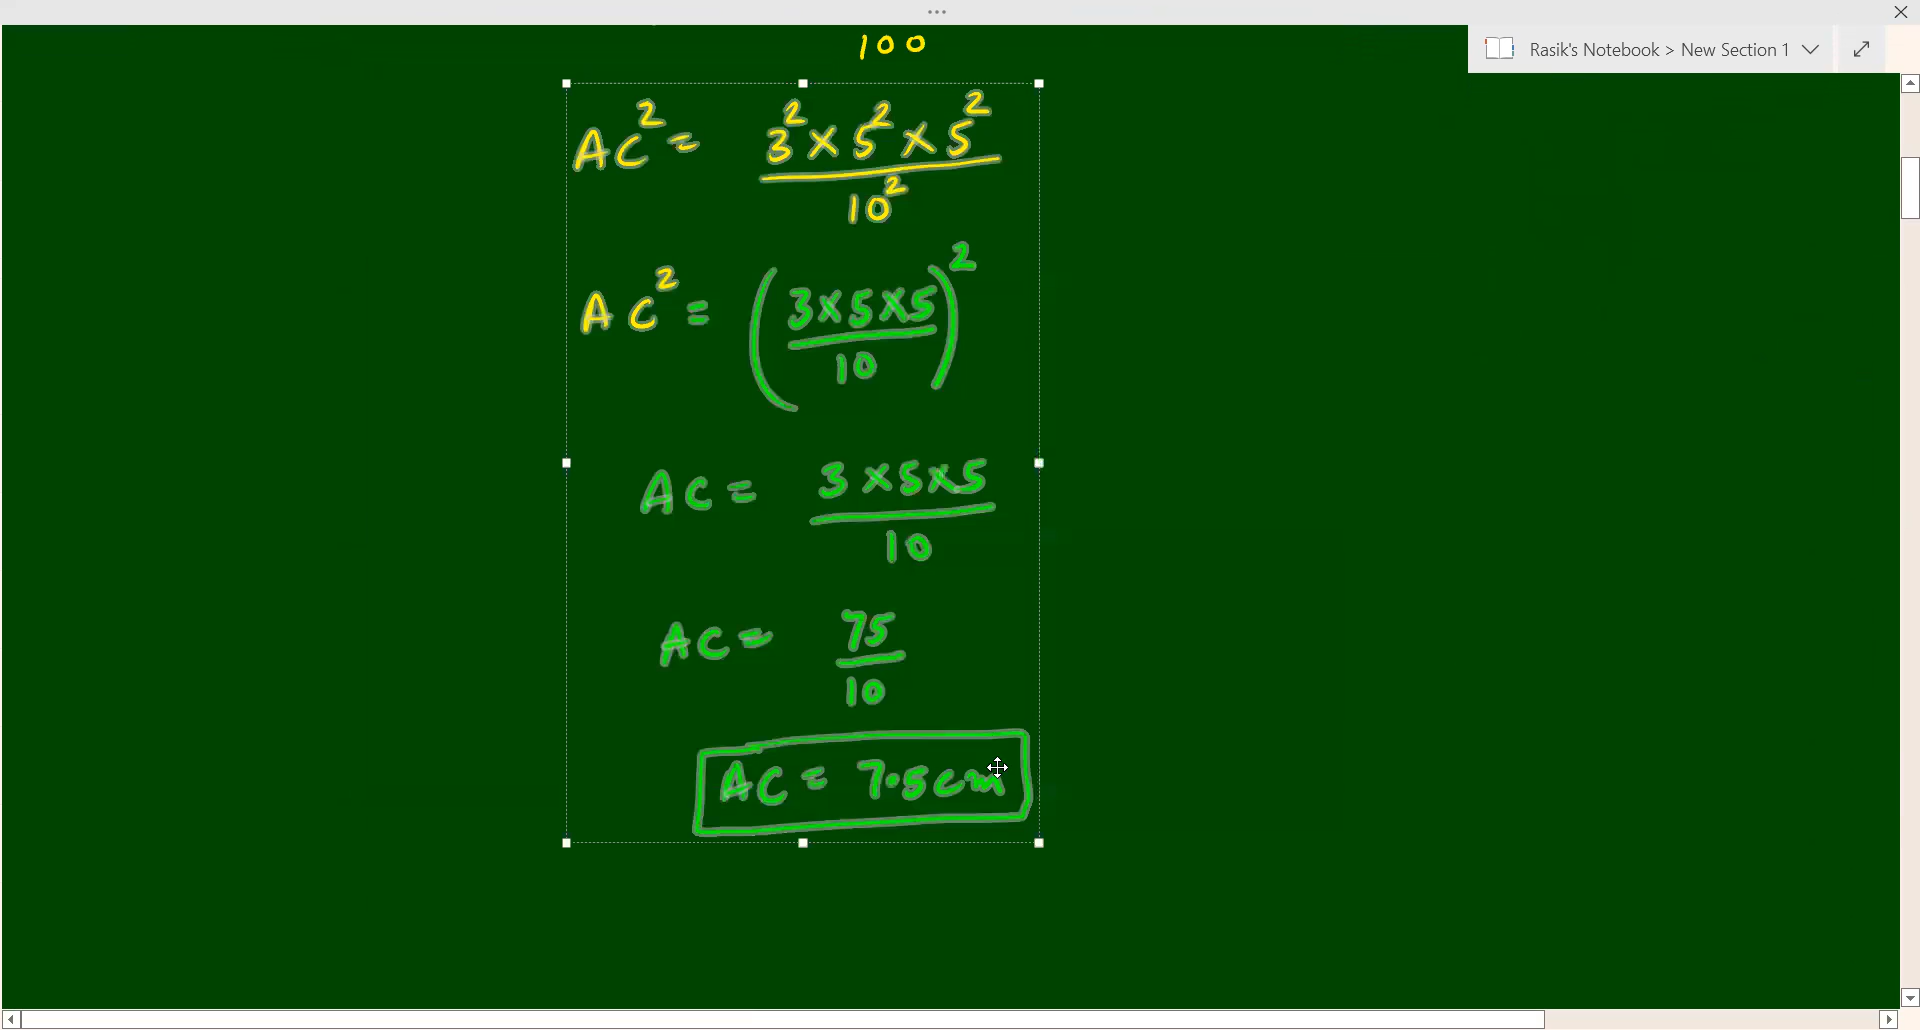 100
Rasik's Notebook > New Section 1
AC² = 3² × 5² × 5² / 10²
AC² = (3×5×5 / 10)²
AC = 3×5×5 / 10
AC = 75 / 10
AC = 7.5cm